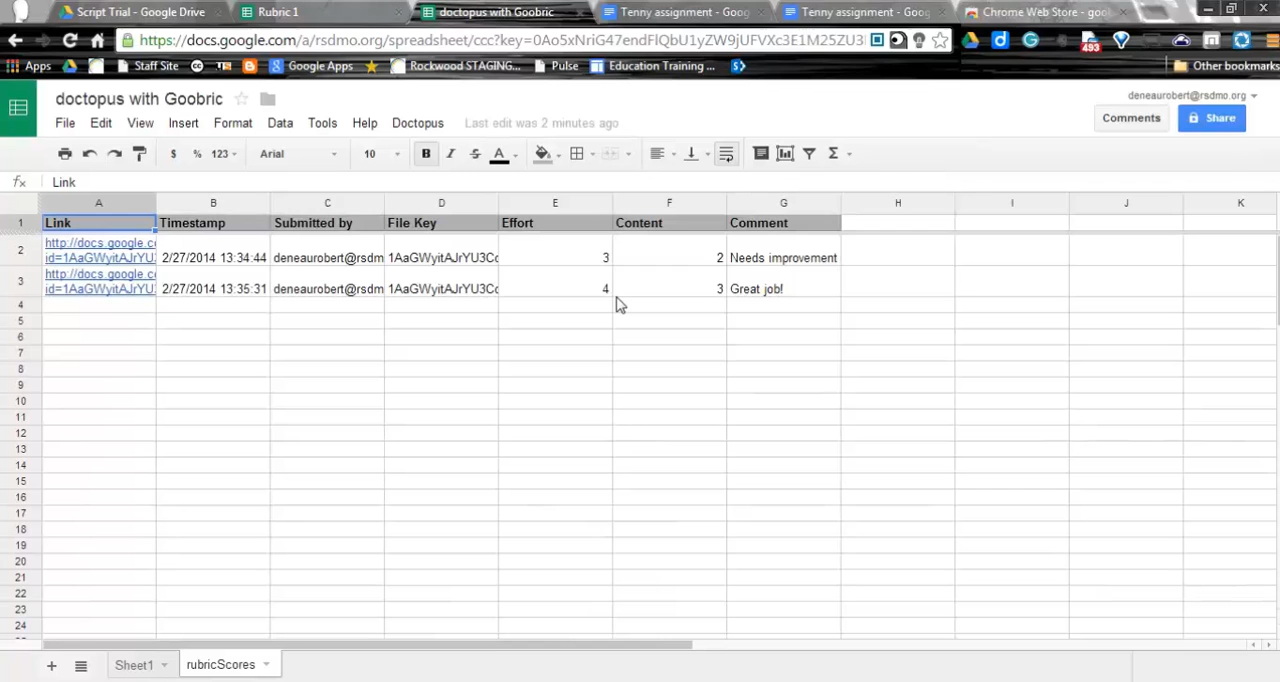 Script Trial - Google Drive
Rubric 1
doctopus with Goobric
Tenny assignment - Goog
Tenny assignment - Goog
Chrome Web Store - goo
https://docs.google.com/a/rsdmo.org/spreadsheet/ccc?key=0Ao5xNriG47endFlQbU1yZW9jUFVXc3E1M25ZU3
493
Apps
Staff Site
Google Apps
Rockwood STAGING...
Pulse
Education Training ...
Other bookmarks
doctopus with Goobric
deneaurobert@rsdmo.org
Comments
Share
File Edit View Insert Format Data Tools Help Doctopus Last edit was 2 minutes ago
$ % 123 Arial 10 B I S A Σ
fx Link
A B C D E F G H I J K
1 Link Timestamp Submitted by File Key Effort Content Comment
http://docs.google.co
2 id=1AaGWyitAJrYU 2/27/2014 13:34:44 deneaurobert@rsdm 1AaGWyitAJrYU3Co 3 2 Needs improvement
http://docs.google.co
3 id=1AaGWyitAJrYU 2/27/2014 13:35:31 deneaurobert@rsdm 1AaGWyitAJrYU3Co 4 3 Great job!
4
5
6
7
8
9
10
11
12
13
14
15
16
17
18
19
20
21
22
23
24
+ Sheet1 rubricScores